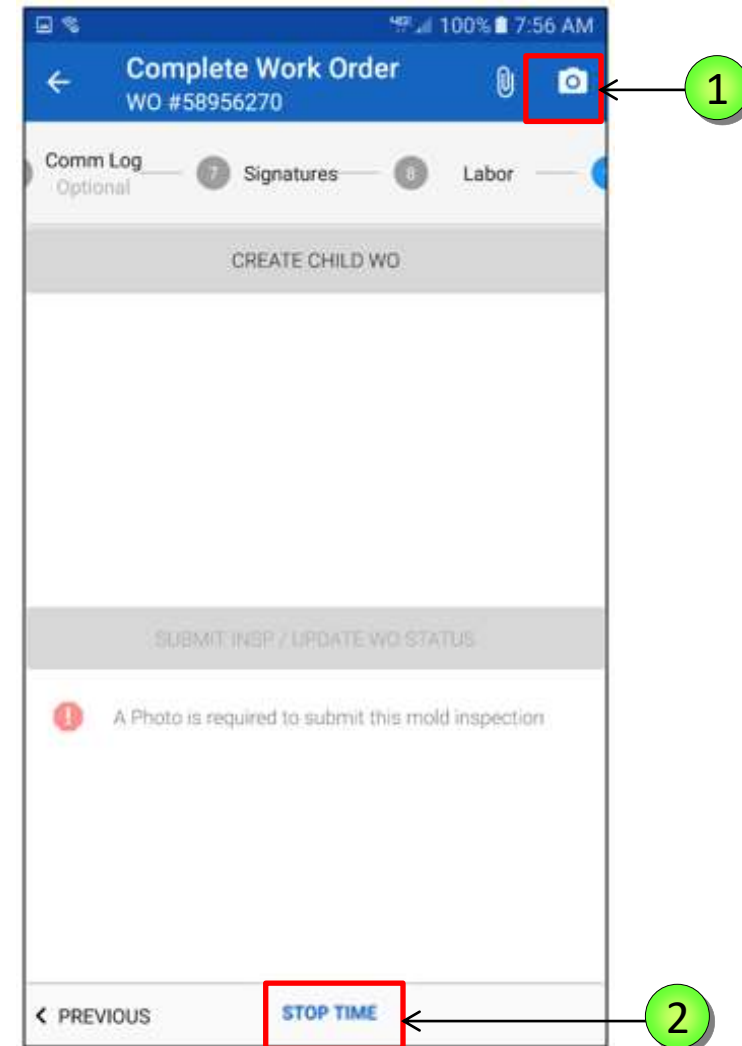 100% 7:56 AM
Complete Work Order
WO #58956270
1
Comm Log
Optional
7 Signatures 8 Labor
CREATE CHILD WO
SUBMIT INSP / UPDATE WO STATUS
A Photo is required to submit this mold inspection
PREVIOUS
STOP TIME
2